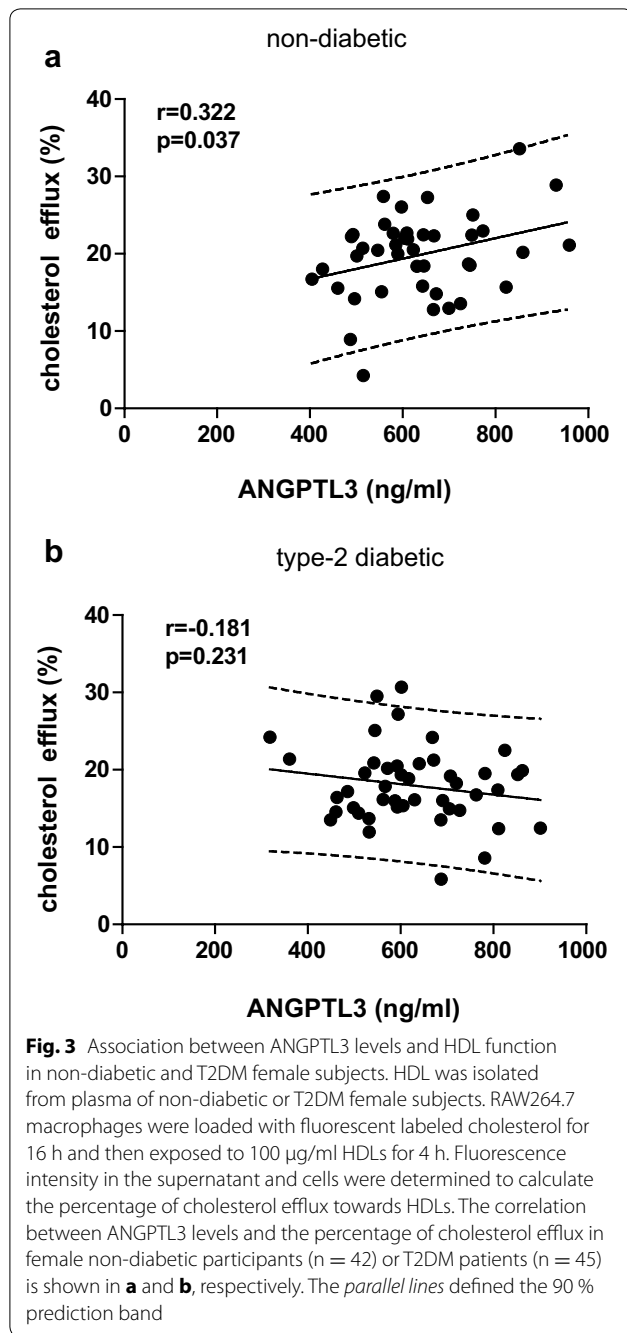 a
non-diabetic
r=0.322
p=0.037
cholesterol efflux (%)
40
30
20
10
0
0 200 400 600 800 1000
ANGPTL3 (ng/ml)
b
type-2 diabetic
r=-0.181
p=0.231
cholesterol efflux (%)
40
30
20
10
0
0 200 400 600 800 1000
ANGPTL3 (ng/ml)
Fig. 3 Association between ANGPTL3 levels and HDL function
in non-diabetic and T2DM female subjects. HDL was isolated
from plasma of non-diabetic or T2DM female subjects. RAW264.7
macrophages were loaded with fluorescent labeled cholesterol for
16 h and then exposed to 100 μg/ml HDLs for 4 h. Fluorescence
intensity in the supernatant and cells were determined to calculate
the percentage of cholesterol efflux towards HDLs. The correlation
between ANGPTL3 levels and the percentage of cholesterol efflux in
female non-diabetic participants (n = 42) or T2DM patients (n = 45)
is shown in a and b, respectively. The parallel lines defined the 90 %
prediction band